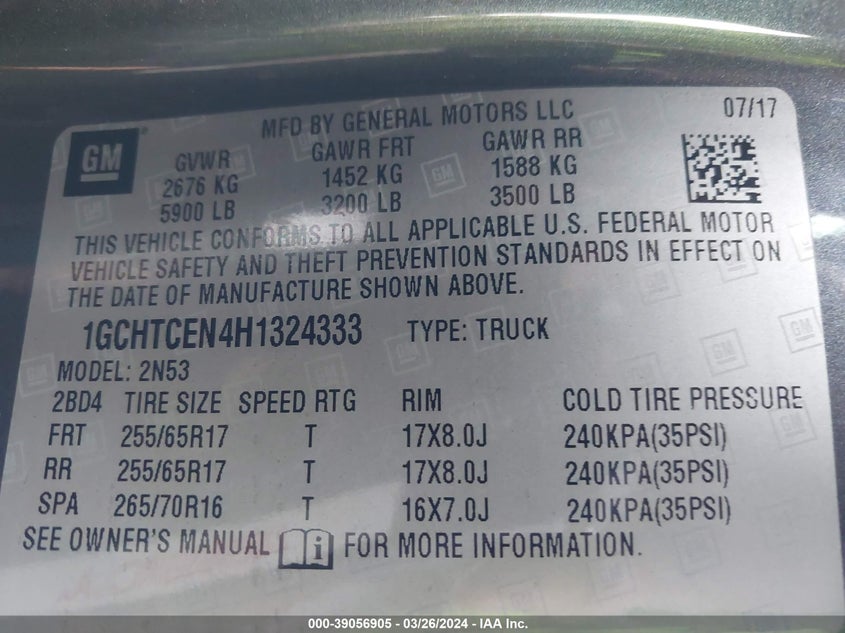 MFD BY GENERAL MOTORS LLC
07/17
GM
GVWR GAWR FRT GAWR RR
2676 KG 1452 KG 1588 KG
5900 LB 3200 LB 3500 LB
THIS VEHICLE CONFORMS TO ALL APPLICABLE U.S. FEDERAL MOTOR
VEHICLE SAFETY AND THEFT PREVENTION STANDARDS IN EFFECT ON
THE DATE OF MANUFACTURE SHOWN ABOVE.
1GCHTCEN4H1324333 TYPE: TRUCK
MODEL: 2N53
2BD4 TIRE SIZE SPEED RTG RIM COLD TIRE PRESSURE
FRT 255/65R17 T 17X8.0J 240KPA(35PSI)
RR 255/65R17 T 17X8.0J 240KPA(35PSI)
SPA 265/70R16 T 16X7.0J 240KPA(35PSI)
SEE OWNER'S MANUAL i FOR MORE INFORMATION.
000-39056905 - 03/26/2024 - IAA Inc.